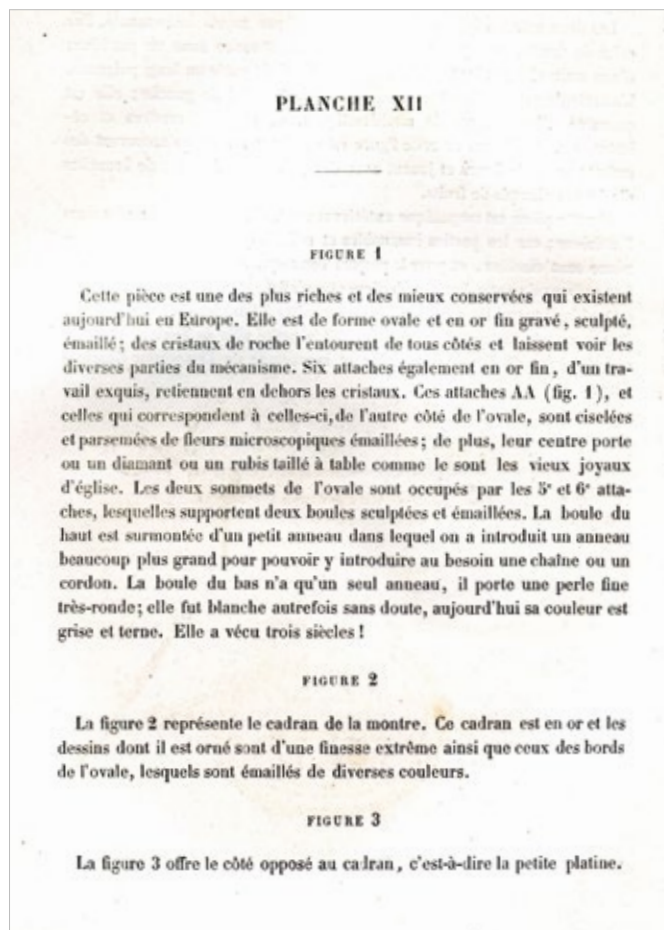 PLANCHE XII
FIGURE 1
Cette pièce est une des plus riches et des mieux conservées qui existent
aujourd'hui en Europe. Elle est de forme ovale et en or fin gravé, sculpté,
émaillé; des cristaux de roche l'entourent de tous côtés et laissent voir les
diverses parties du mécanisme. Six attaches également en or fin, d'un tra-
vail exquis, retiennent en dehors les cristaux. Ces attaches AA (fig. 1), et
celles qui correspondent à celles-ci, de l'autre côté de l'ovale, sont ciselées
et parsemées de fleurs microscopiques émaillées; de plus, leur centre porte
ou un diamant ou un rubis taillé à table comme le sont les vieux joyaux
d'église. Les deux sommets de l'ovale sont occupés par les 5e et 6e atta-
ches, lesquelles supportent deux boules sculptées et émaillées. La boule du
haut est surmontée d'un petit anneau dans lequel on a introduit un anneau
beaucoup plus grand pour pouvoir y introduire au besoin une chaîne ou un
cordon. La boule du bas n'a qu'un seul anneau, il porte une perle fine
très-ronde; elle fut blanche autrefois sans doute, aujourd'hui sa couleur est
grise et terne. Elle a vécu trois siècles!
FIGURE 2
La figure 2 représente le cadran de la montre. Ce cadran est en or et les
dessins dont il est orné sont d'une finesse extrême ainsi que ceux des bords
de l'ovale, lesquels sont émaillés de diverses couleurs.
FIGURE 3
La figure 3 offre le côté opposé au cadran, c'est-à-dire la petite platine.